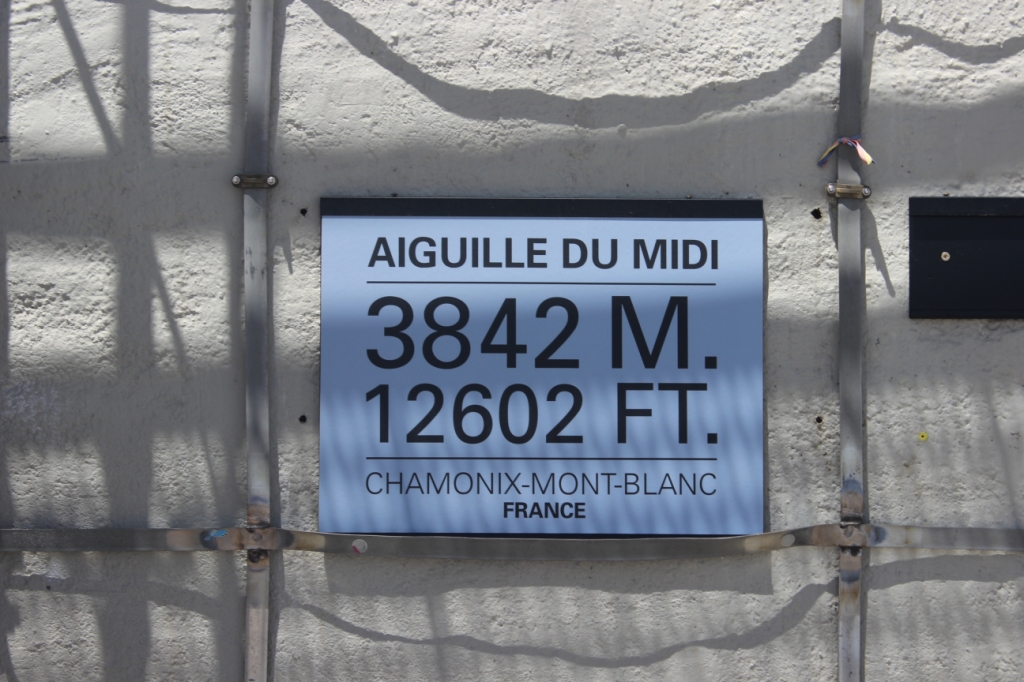 AIGUILLE DU MIDI
3842 M.
12602 FT.
CHAMONIX-MONT-BLANC
FRANCE